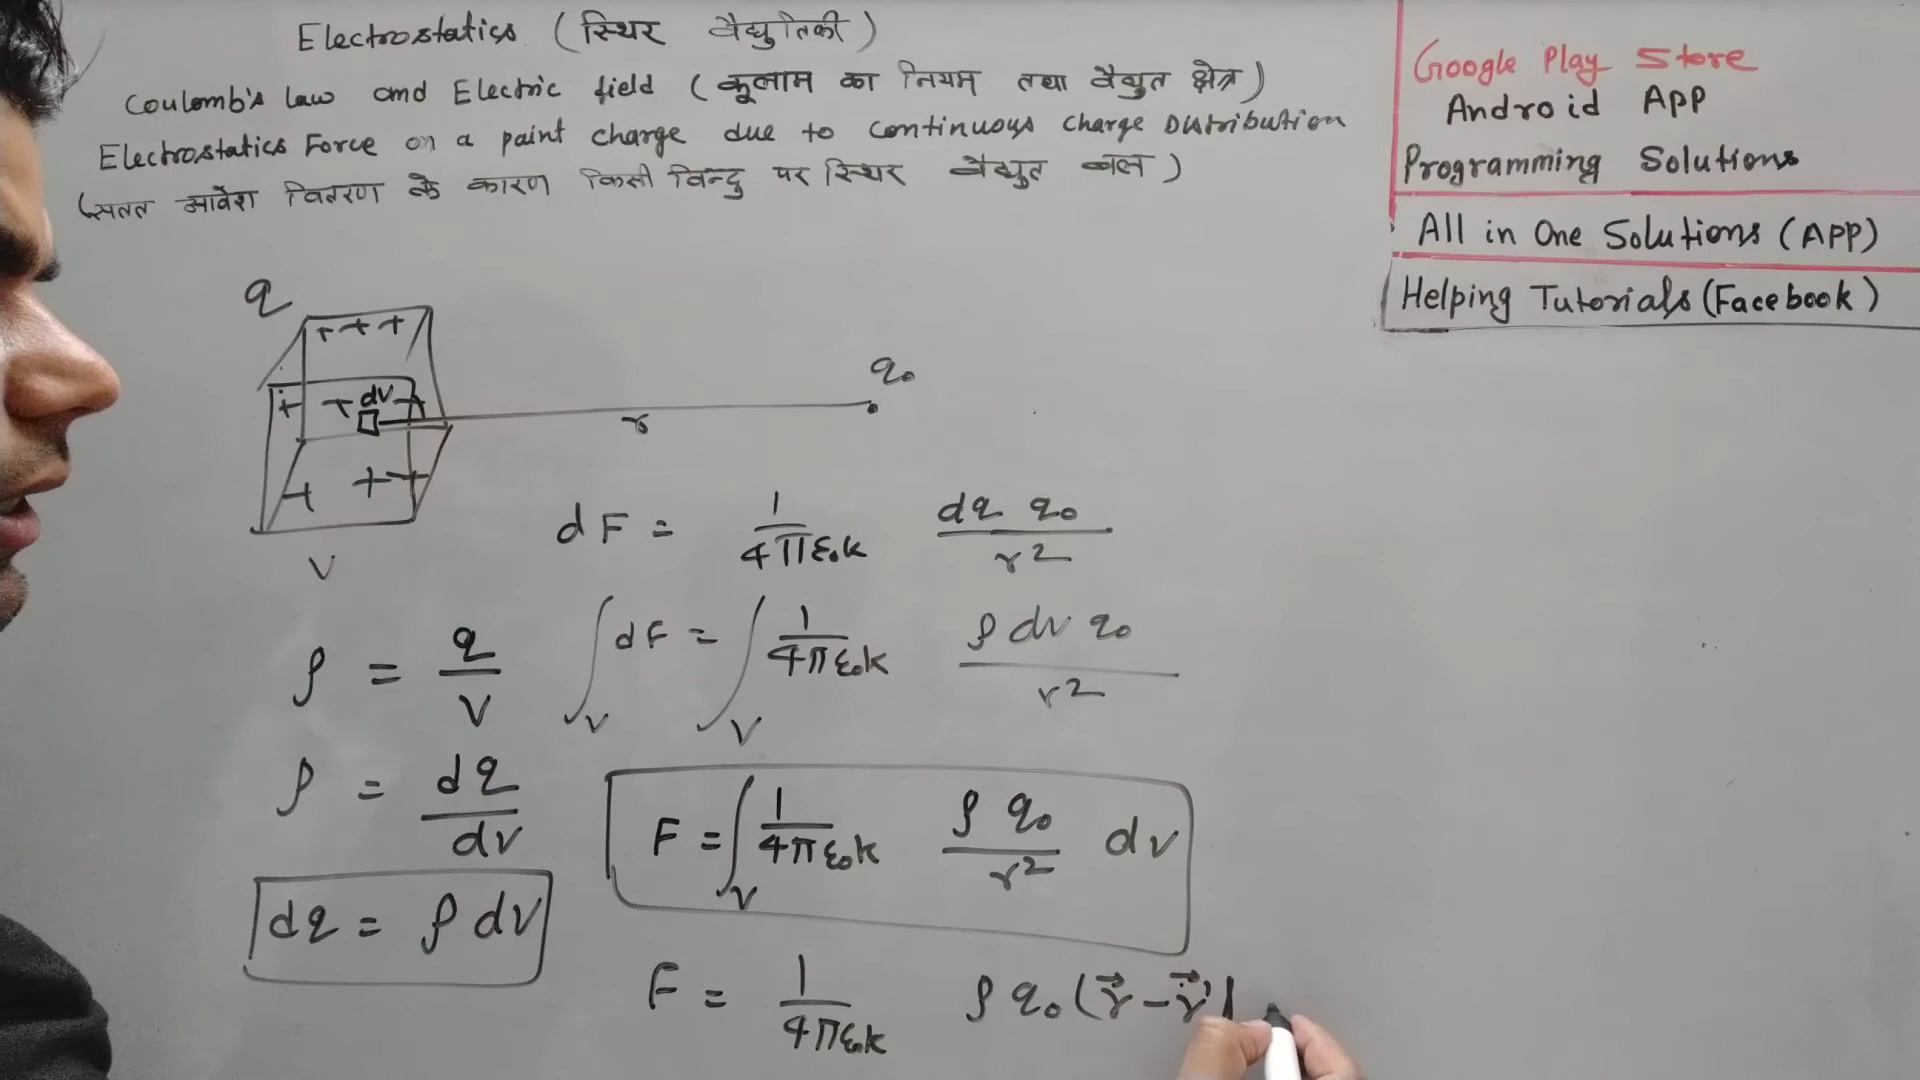 Electrostatics (स्थिर वैद्युतिकी)
Coulomb's law and Electric field (कूलाम का नियम तथा वैद्युत क्षेत्र)
Electrostatics Force on a paint charge due to continuous charge Distribution
(सतत आवेश वितरण के कारण किसी विन्दु पर स्थिर वैद्युत बल)
Google Play Store
Android APP
Programming Solutions
All in One Solutions (APP)
Helping Tutorials (Facebook)
q
+ + +
+ + dV +
+ + +
V
r
q₀
dF = 1/4πε₀k dq q₀/r²
ρ = q/V
∫_V dF = ∫_V 1/4πε₀k ρ dv q₀/r²
ρ = dq/dv
F = ∫_V 1/4πε₀k ρ q₀/r² dv
dq = ρ dv
F = 1/4πε₀k ρ q₀ (r⃗ - r⃗')